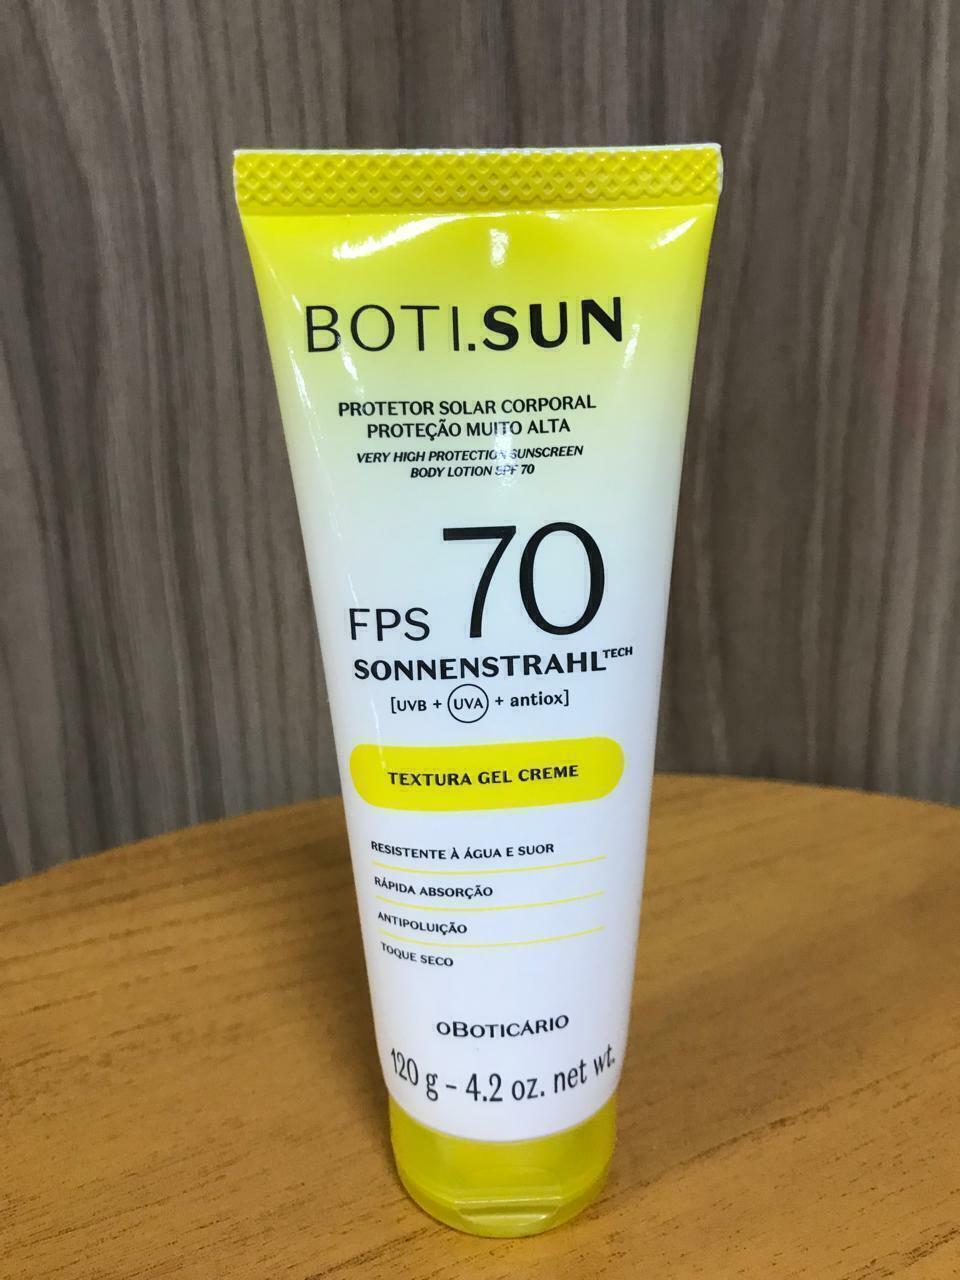 BOTI.SUN
PROTETOR SOLAR CORPORAL
PROTEÇÃO MUITO ALTA
VERY HIGH PROTECTION SUNSCREEN
BODY LOTION SPF 70
FPS 70
SONNENSTRAHL TECH
[UVB + UVA + antiox]
TEXTURA GEL CREME
RESISTENTE À ÁGUA E SUOR
RÁPIDA ABSORÇÃO
ANTIPOLUIÇÃO
TOQUE SECO
oBOTICÁRIO
120 g – 4.2 oz. net wt.